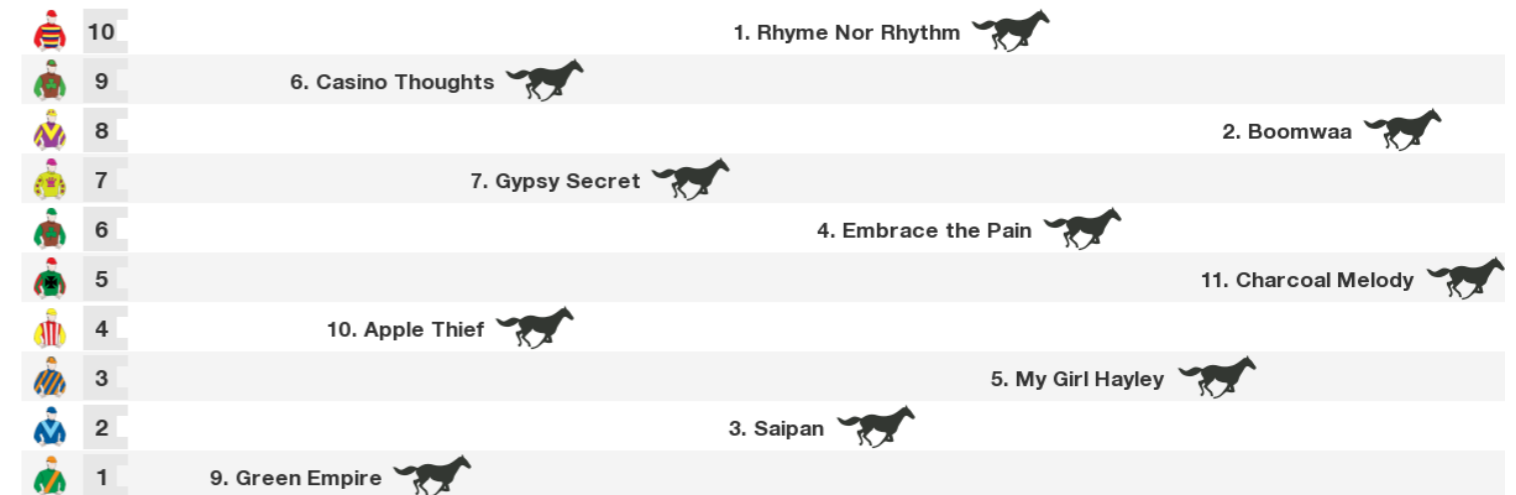 10 1. Rhyme Nor Rhythm
9 6. Casino Thoughts
8 2. Boomwaa
7 7. Gypsy Secret
6 4. Embrace the Pain
5 11. Charcoal Melody
4 10. Apple Thief
3 5. My Girl Hayley
2 3. Saipan
1 9. Green Empire